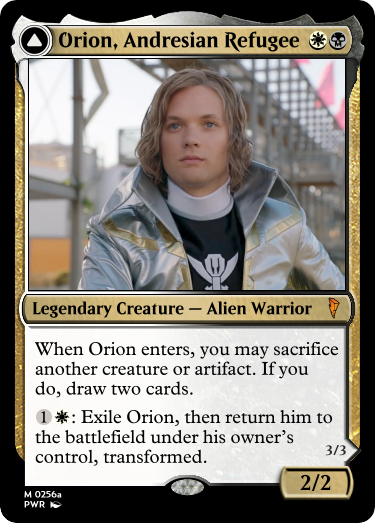 Orion, Andresian Refugee
Legendary Creature — Alien Warrior
When Orion enters, you may sacrifice
another creature or artifact. If you
do, draw two cards.
1: Exile Orion, then return him to
the battlefield under his owner's
control, transformed.
3/3
2/2
M 0256a
PWR